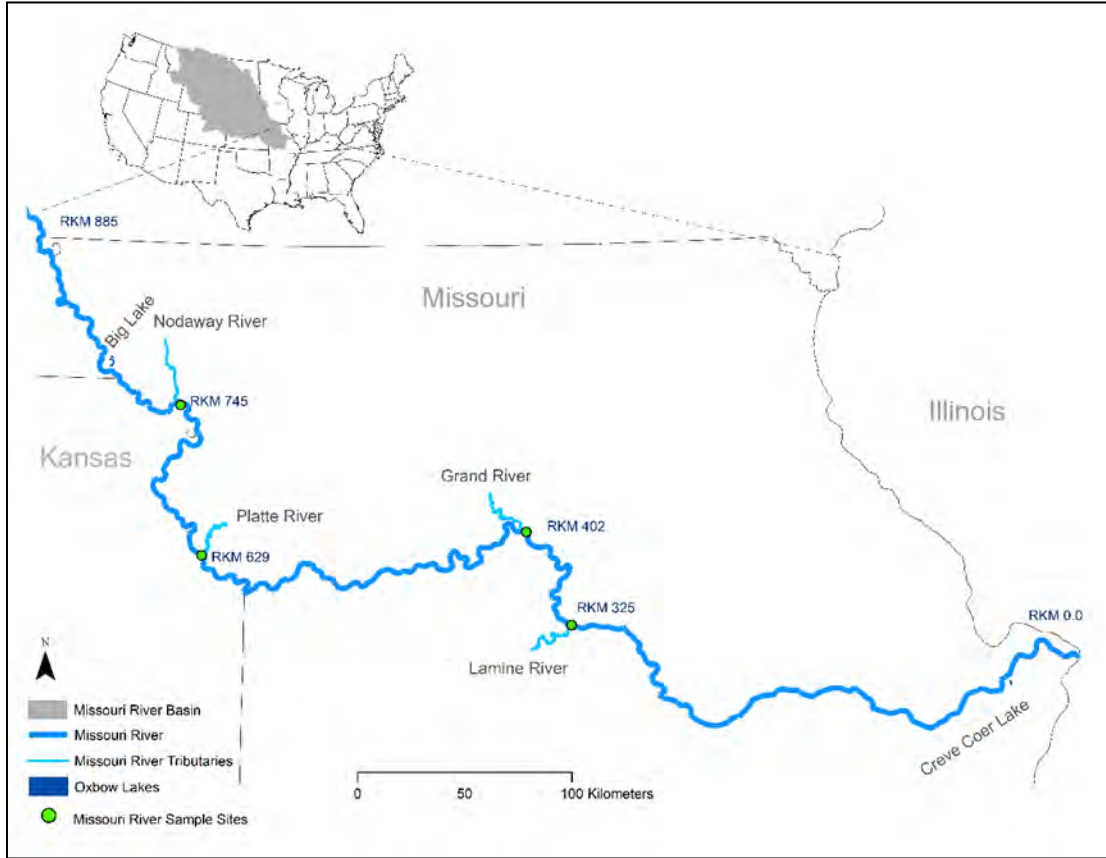 RKM 885
Missouri
Big Lake
Nodaway River
RKM 745
Illinois
Kansas
Grand River
Platte River
RKM 402
RKM 629
RKM 325
RKM 0.0
N
Lamine River
Missouri River Basin
Missouri River
Creve Coer Lake
Missouri River Tributaries
Oxbow Lakes
0 50 100 Kilometers
Missouri River Sample Sites